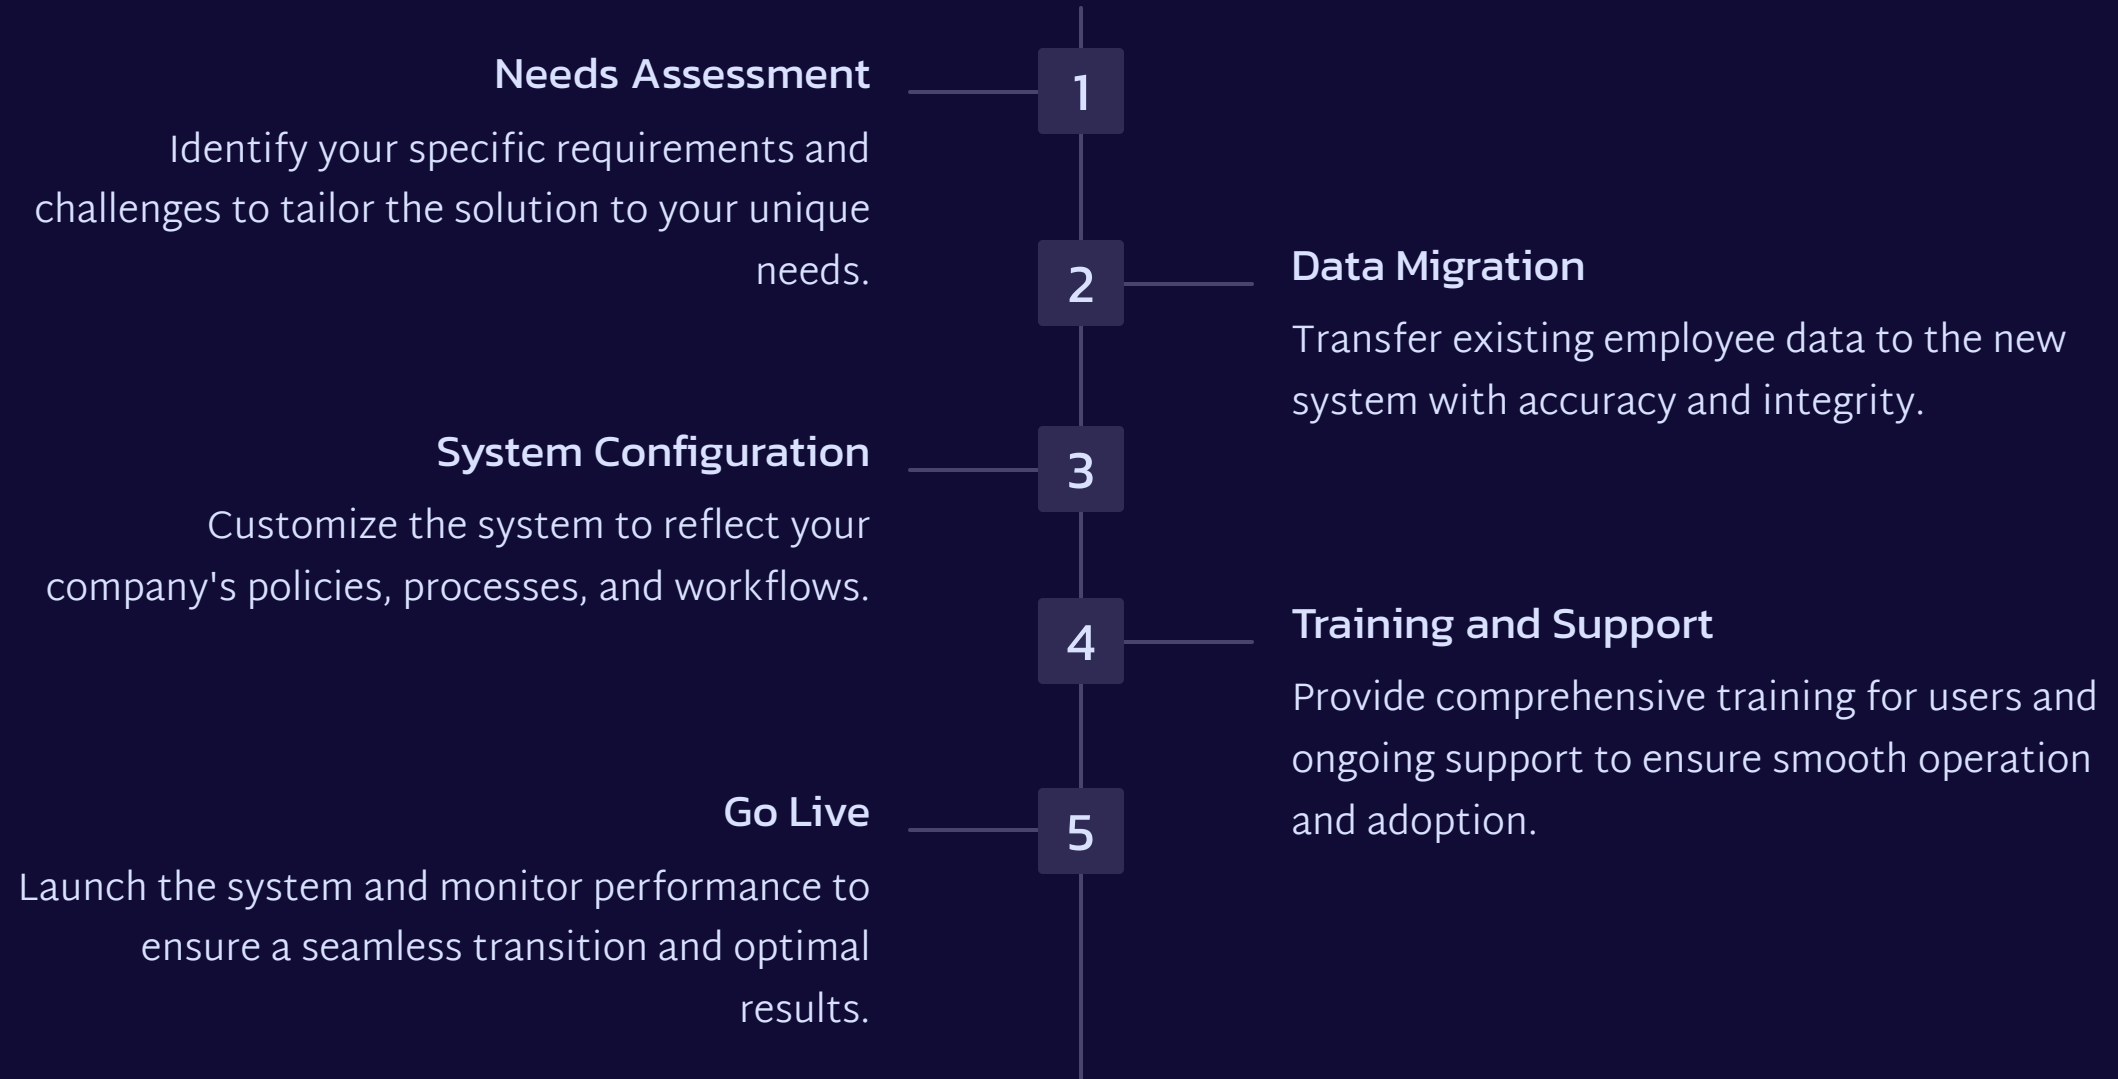 Needs Assessment
1
Identify your specific requirements and
challenges to tailor the solution to your unique
needs.
2
Data Migration
Transfer existing employee data to the new
system with accuracy and integrity.
System Configuration
3
Customize the system to reflect your
company's policies, processes, and workflows.
4
Training and Support
Provide comprehensive training for users and
ongoing support to ensure smooth operation
and adoption.
Go Live
5
Launch the system and monitor performance to
ensure a seamless transition and optimal
results.